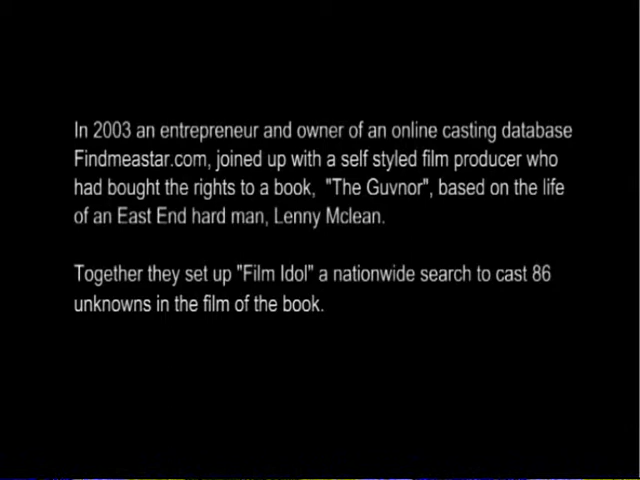 In 2003 an entrepreneur and owner of an online casting database
Findmeastar.com, joined up with a self styled film producer who
had bought the rights to a book, "The Guvnor", based on the life
of an East End hard man, Lenny Mclean.
Together they set up "Film Idol" a nationwide search to cast 86
unknowns in the film of the book.